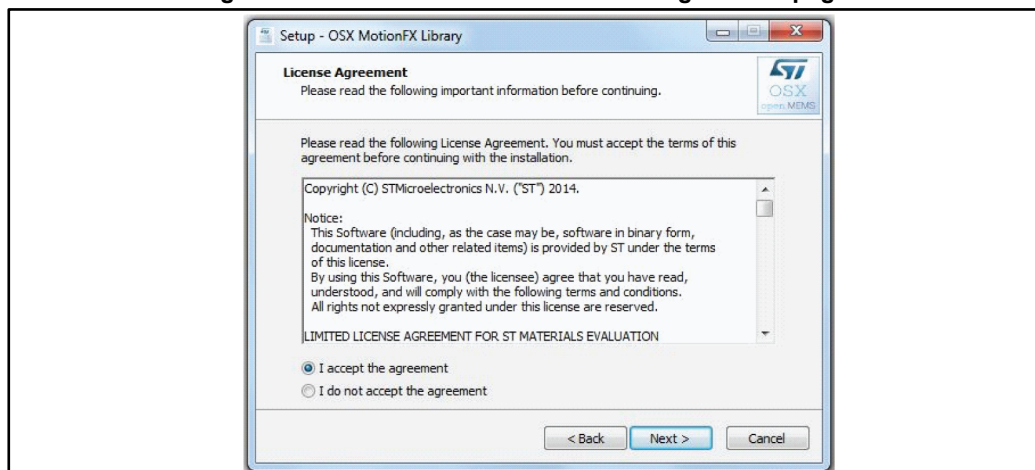 Setup - OSX MotionFX Library
License Agreement
Please read the following important information before continuing.
OSX
open.MEMS
Please read the following License Agreement. You must accept the terms of this
agreement before continuing with the installation.
Copyright (C) STMicroelectronics N.V. ("ST") 2014.
Notice:
This Software (including, as the case may be, software in binary form,
documentation and other related items) is provided by ST under the terms
of this license.
By using this Software, you (the licensee) agree that you have read,
understood, and will comply with the following terms and conditions.
All rights not expressly granted under this license are reserved.
LIMITED LICENSE AGREEMENT FOR ST MATERIALS EVALUATION
I accept the agreement
I do not accept the agreement
< Back Next > Cancel